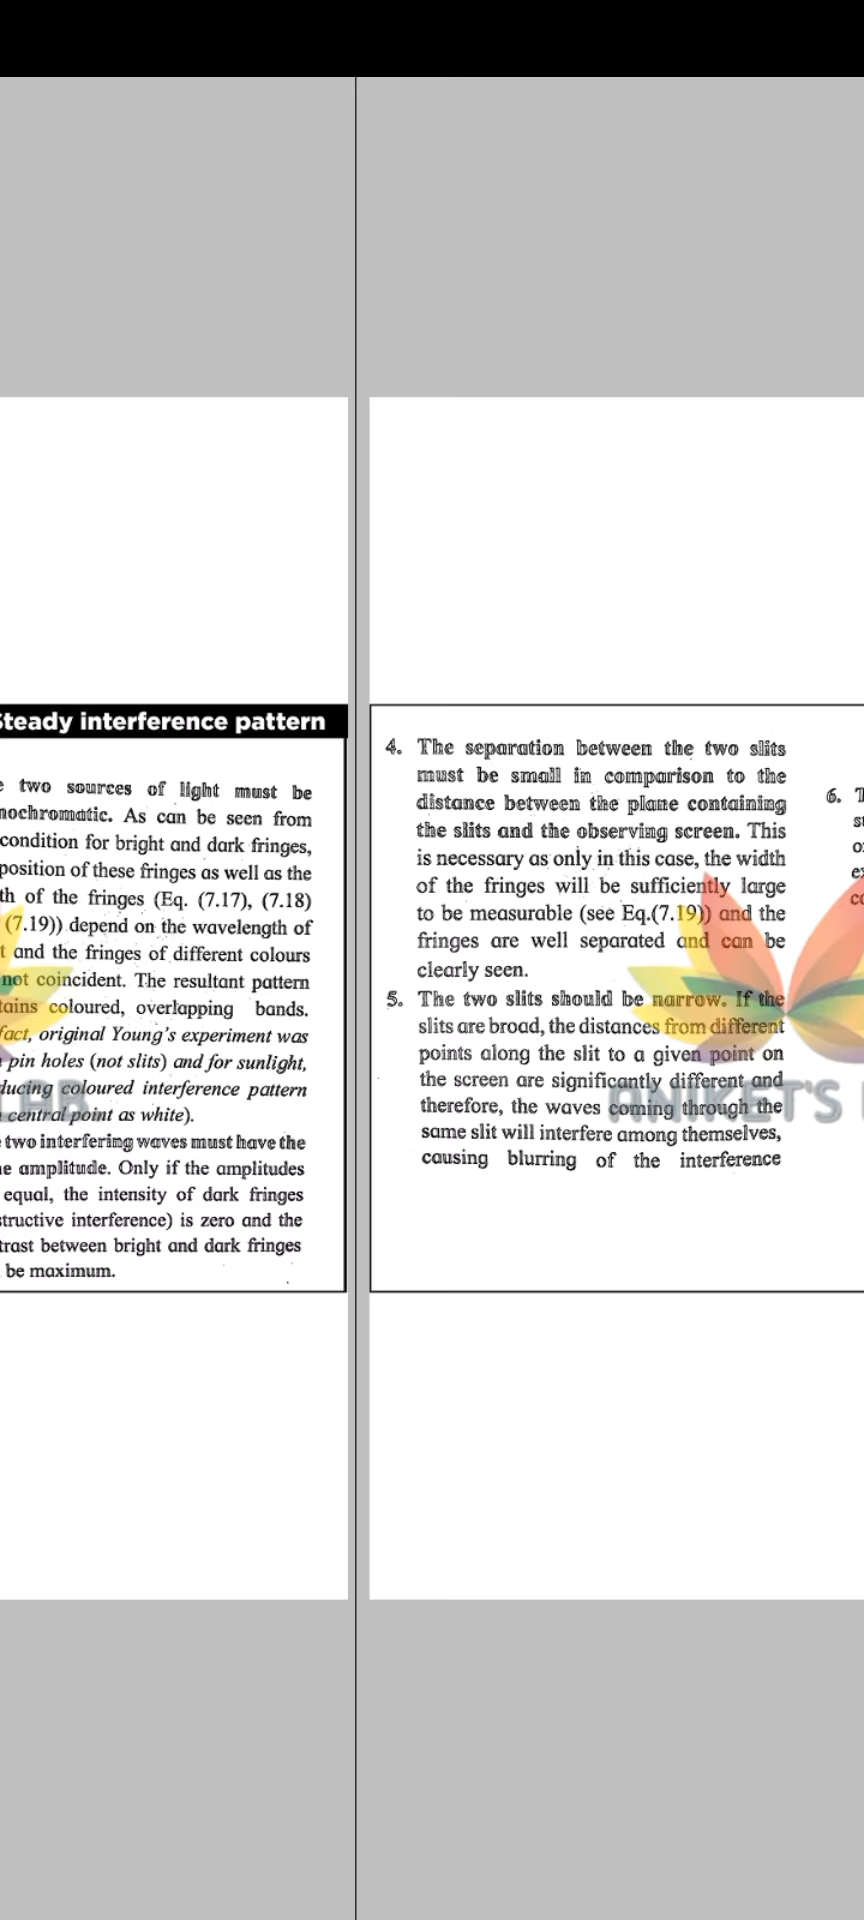 Steady interference pattern
two sources of light must be
As can be seen from
condition for bright and dark fringes,
position of these fringes as well as the
of the fringes (Eq. (7.17), (7.18)
(7.19)) depend on the wavelength of
and the fringes of different colours
not coincident. The resultant pattern
coloured, overlapping bands.
fact, original Young's experiment was
pin holes (not slits) and for sunlight,
coloured interference pattern
central point as white).
two interfering waves must have the
amplitude. Only if the amplitudes
equal, the intensity of dark fringes
interference) is zero and the
between bright and dark fringes
be maximum.
4. The separation between the two slits
must be small in comparison to the
distance between the plane containing
the slits and the observing screen. This
is necessary as only in this case, the width
of the fringes will be sufficiently large
to be measurable (see Eq.(7.19)) and the
fringes are well separated and can be
clearly seen.
5. The two slits should be narrow. If the
slits are broad, the distances from different
points along the slit to a given point on
the screen are significantly different and
therefore, the waves coming through the
same slit will interfere among themselves,
causing blurring of the interference
6.
ANIKET'S